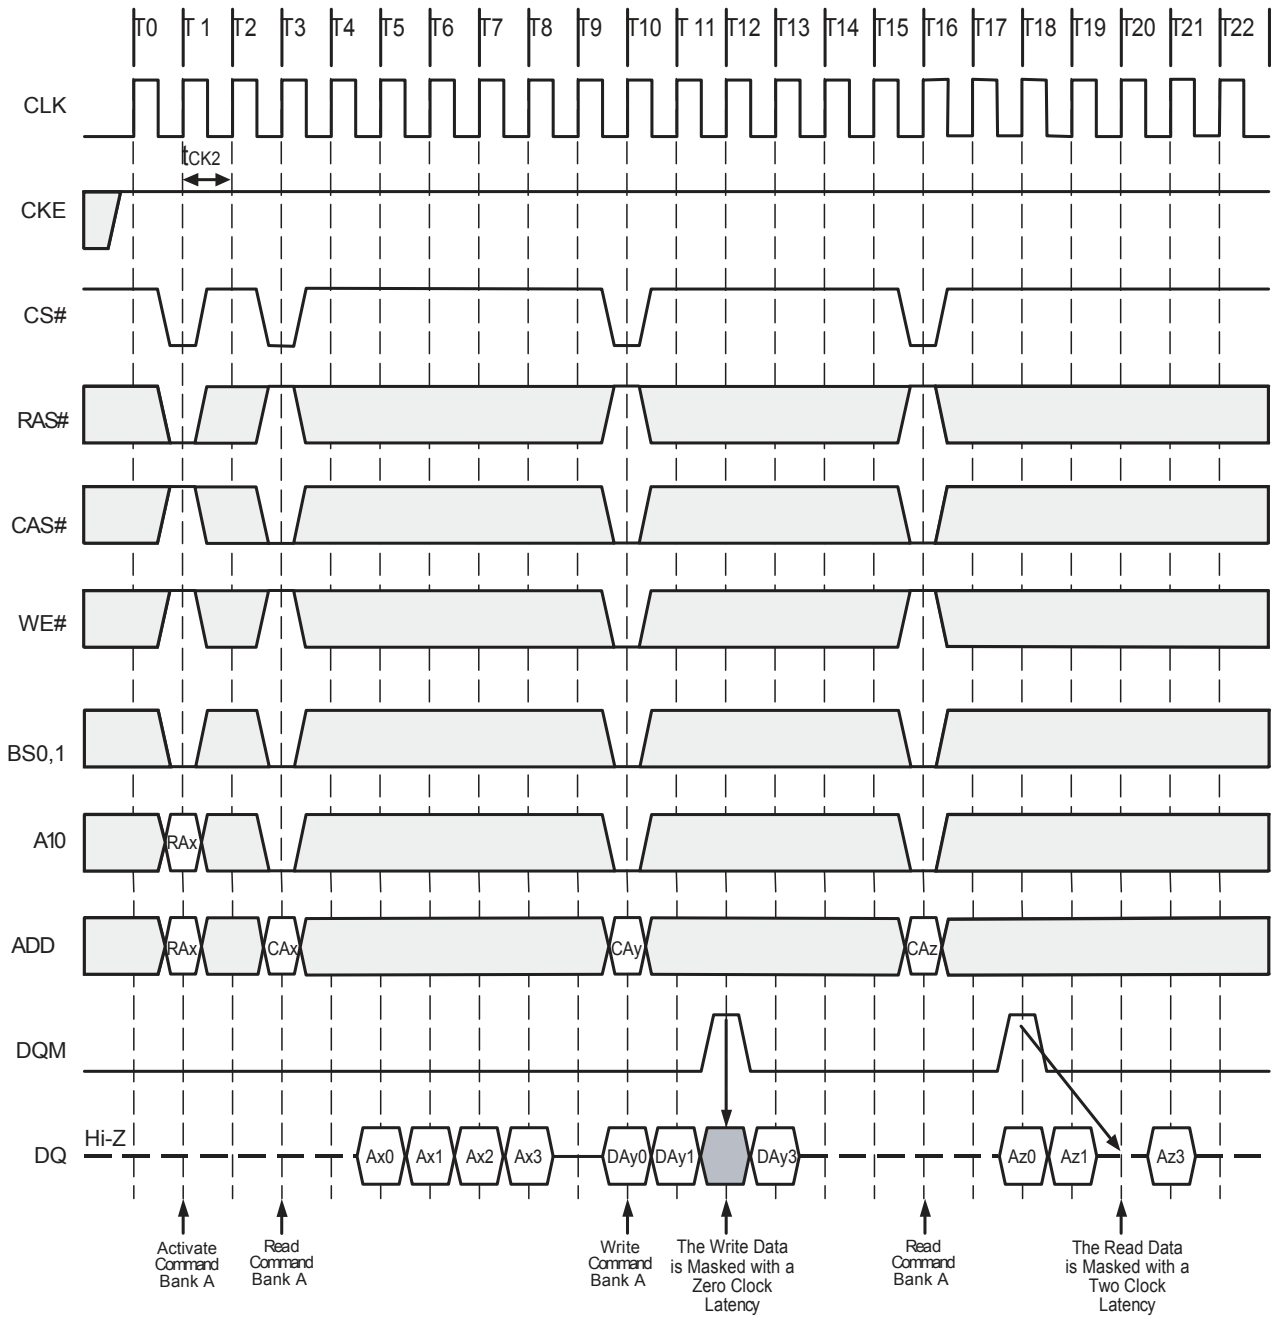 T0 T 1 T2 T3 T4 T5 T6 T7 T8 T9 T10 T 11 T12 T13 T14 T15 T16 T17 T18 T19 T20 T21 T22
CLK
tCK2
CKE
CS#
RAS#
CAS#
WE#
BS0,1
A10 RAx
ADD RAx CAx CAy CAz
DQM
Hi-Z
DQ Ax0 Ax1 Ax2 Ax3 DAy0 DAy1 DAy3 Az0 Az1 Az3
Activate
Command
Bank A
Read
Command
Bank A
Write
Command
Bank A
The Write Data
is Masked with a
Zero Clock
Latency
Read
Command
Bank A
The Read Data
is Masked with a
Two Clock
Latency